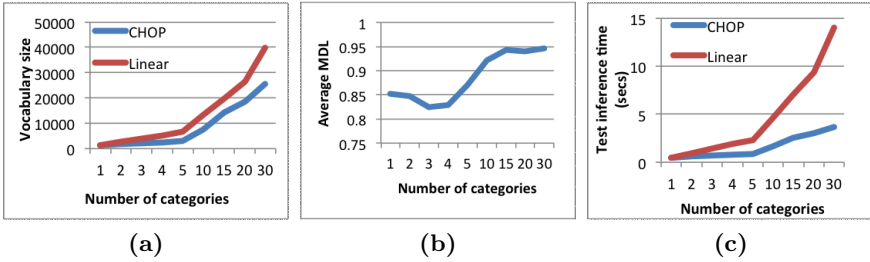 50000
40000
30000
20000
10000
0
Vocabulary size
CHOP
Linear
1 2 3 4 5 10 15 20 30
Number of categories
(a)
1
0.95
0.9
0.85
0.8
0.75
Average MDL
1 2 3 4 5 10 15 20 30
Number of categories
(b)
15
10
5
0
Test inference time
(secs)
CHOP
Linear
1 2 3 4 5 10 15 20 30
Number of categories
(c)